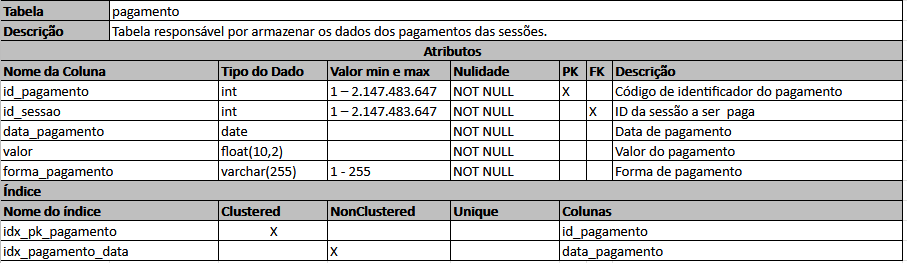 Tabela pagamento
Descrição Tabela responsável por armazenar os dados dos pagamentos das sessões.
Atributos
Nome da Coluna Tipo do Dado Valor min e max Nulidade PK FK Descrição
id_pagamento int 1 – 2.147.483.647 NOT NULL X Código de identificador do pagamento
id_sessao int 1 – 2.147.483.647 NOT NULL X ID da sessão a ser paga
data_pagamento date NOT NULL Data de pagamento
valor float(10,2) NOT NULL Valor do pagamento
forma_pagamento varchar(255) 1 - 255 NOT NULL Forma de pagamento
Índice
Nome do índice Clustered NonClustered Unique Colunas
idx_pk_pagamento X id_pagamento
idx_pagamento_data X data_pagamento